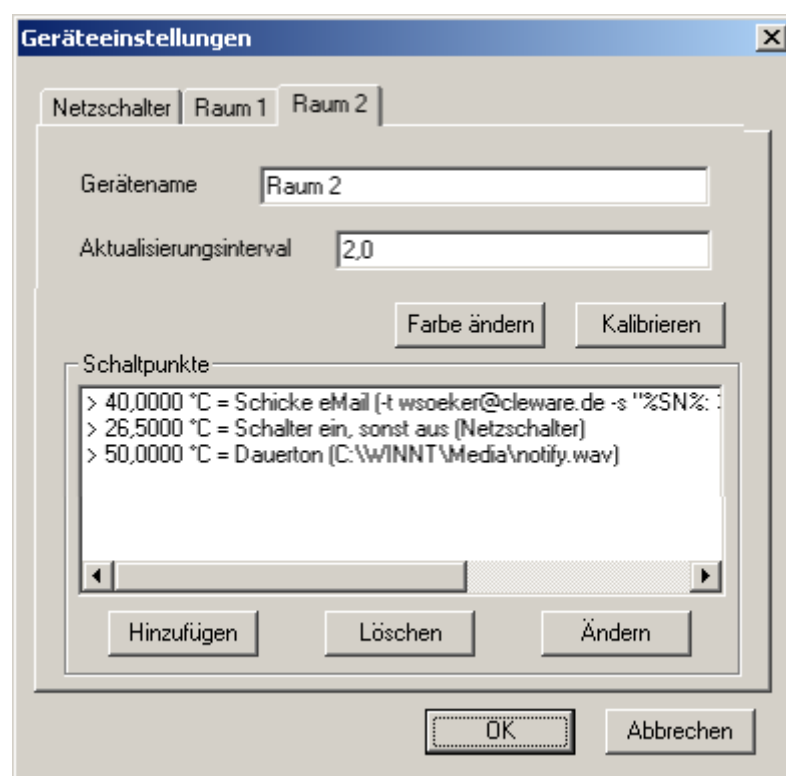 Geräteeinstellungen
Netzschalter Raum 1 Raum 2
Gerätename Raum 2
Aktualisierungsinterval 2,0
Farbe ändern Kalibrieren
Schaltpunkte
> 40,0000 °C = Schicke eMail (-t wsoeker@cleware.de -s "%SN%:
> 26,5000 °C = Schalter ein, sonst aus (Netzschalter)
> 50,0000 °C = Dauerton (C:\WINNT\Media\notify.wav)
Hinzufügen Löschen Ändern
OK Abbrechen